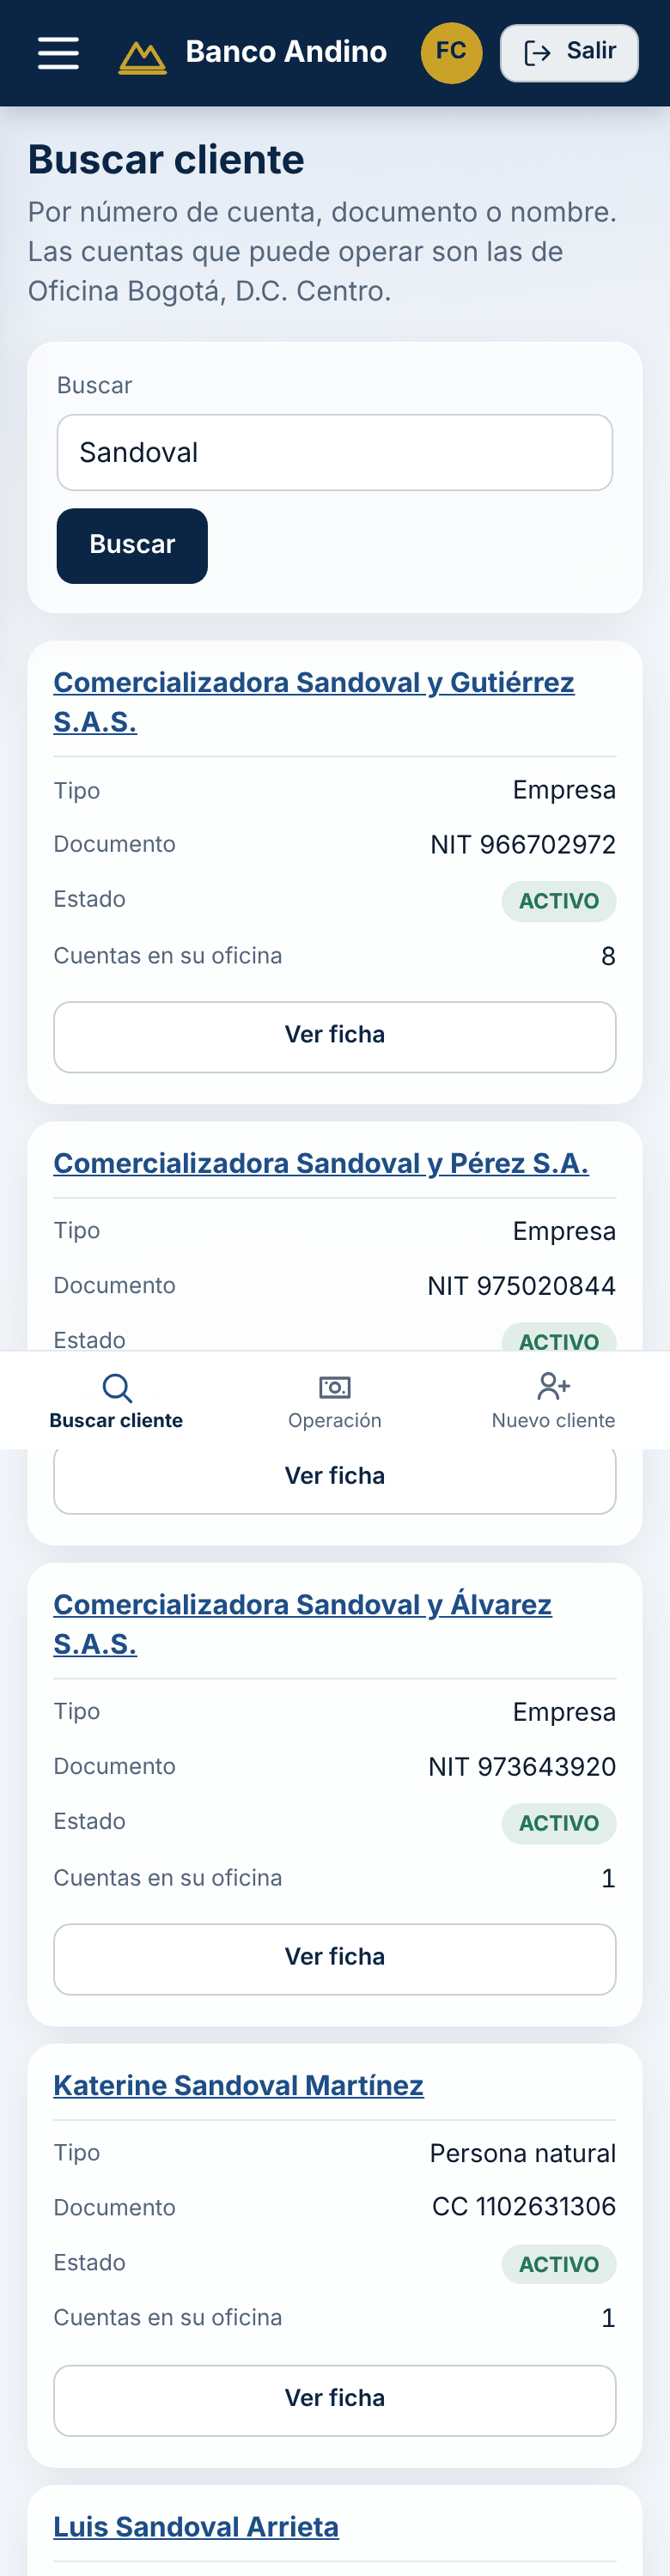 Banco Andino
FC
Salir
Buscar cliente
Por número de cuenta, documento o nombre.
Las cuentas que puede operar son las de
Oficina Bogotá, D.C. Centro.
Buscar
Sandoval
Buscar
Comercializadora Sandoval y Gutiérrez
S.A.S.
Tipo Empresa
Documento NIT 966702972
Estado ACTIVO
Cuentas en su oficina 8
Ver ficha
Comercializadora Sandoval y Pérez S.A.
Tipo Empresa
Documento NIT 975020844
Estado ACTIVO
Buscar cliente Operación Nuevo cliente
Ver ficha
Comercializadora Sandoval y Álvarez
S.A.S.
Tipo Empresa
Documento NIT 973643920
Estado ACTIVO
Cuentas en su oficina 1
Ver ficha
Katerine Sandoval Martínez
Tipo Persona natural
Documento CC 1102631306
Estado ACTIVO
Cuentas en su oficina 1
Ver ficha
Luis Sandoval Arrieta